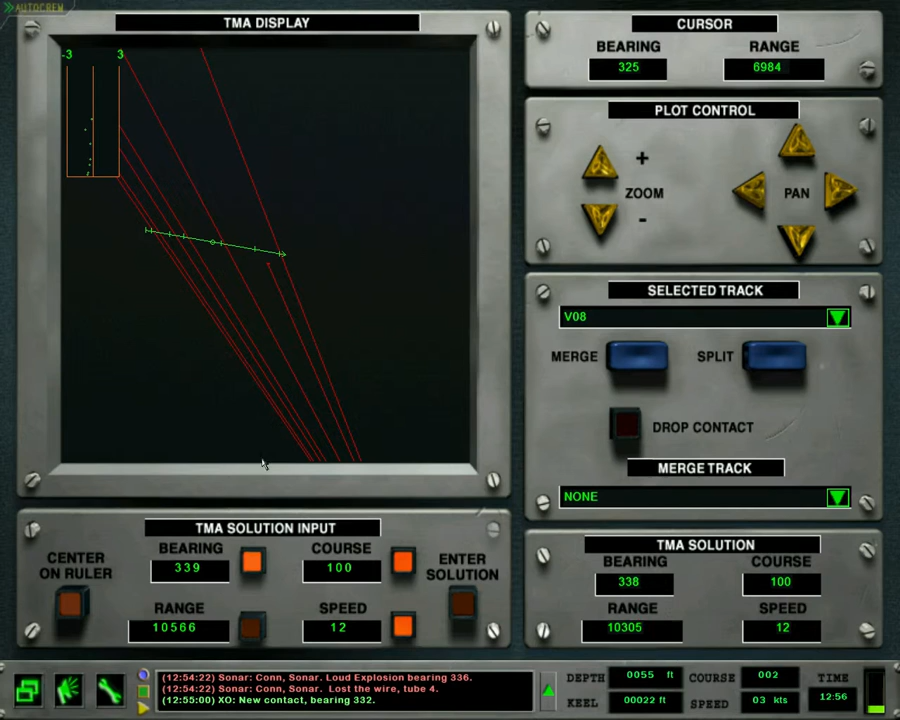 AUTOCREW
TMA DISPLAY
-3 3
CURSOR
BEARING RANGE
325 6984
PLOT CONTROL
+
ZOOM PAN
-
SELECTED TRACK
V08
MERGE SPLIT
DROP CONTACT
MERGE TRACK
NONE
TMA SOLUTION INPUT
CENTER ON RULER
BEARING COURSE
339 100
ENTER SOLUTION
RANGE SPEED
10566 12
TMA SOLUTION
BEARING COURSE
338 100
RANGE SPEED
10305 12
(12:54:22) Sonar: Conn, Sonar. Loud Explosion bearing 336.
(12:54:22) Sonar: Conn, Sonar. Lost the wire, tube 4.
(12:55:00) XO: New contact, bearing 332.
DEPTH 0055 ft COURSE 002 TIME
KEEL 00022 ft SPEED 03 kts 12:56